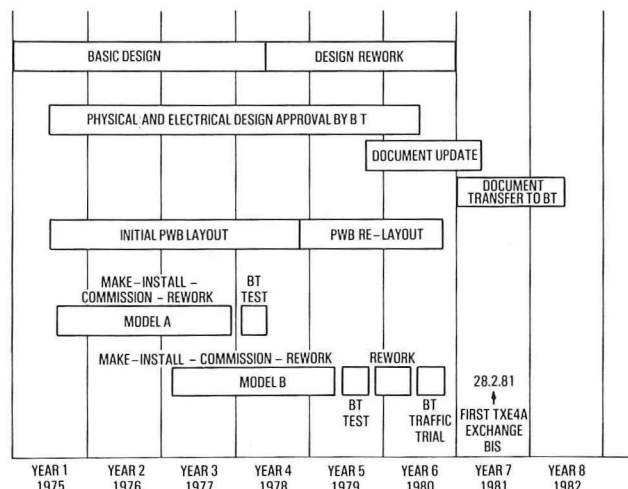 BASIC DESIGN
DESIGN REWORK
PHYSICAL AND ELECTRICAL DESIGN APPROVAL BY B T
DOCUMENT UPDATE
DOCUMENT
TRANSFER TO BT
INITIAL PWB LAYOUT
PWB RE-LAYOUT
MAKE-INSTALL-
COMMISSION-REWORK
BT
TEST
MODEL A
MAKE-INSTALL-COMMISSION-REWORK
REWORK
MODEL B
BT
TEST
BT
TRAFFIC
TRIAL
28.2.81
FIRST TXE4A
EXCHANGE
BIS
YEAR 1
1975
YEAR 2
1976
YEAR 3
1977
YEAR 4
1978
YEAR 5
1979
YEAR 6
1980
YEAR 7
1981
YEAR 8
1982